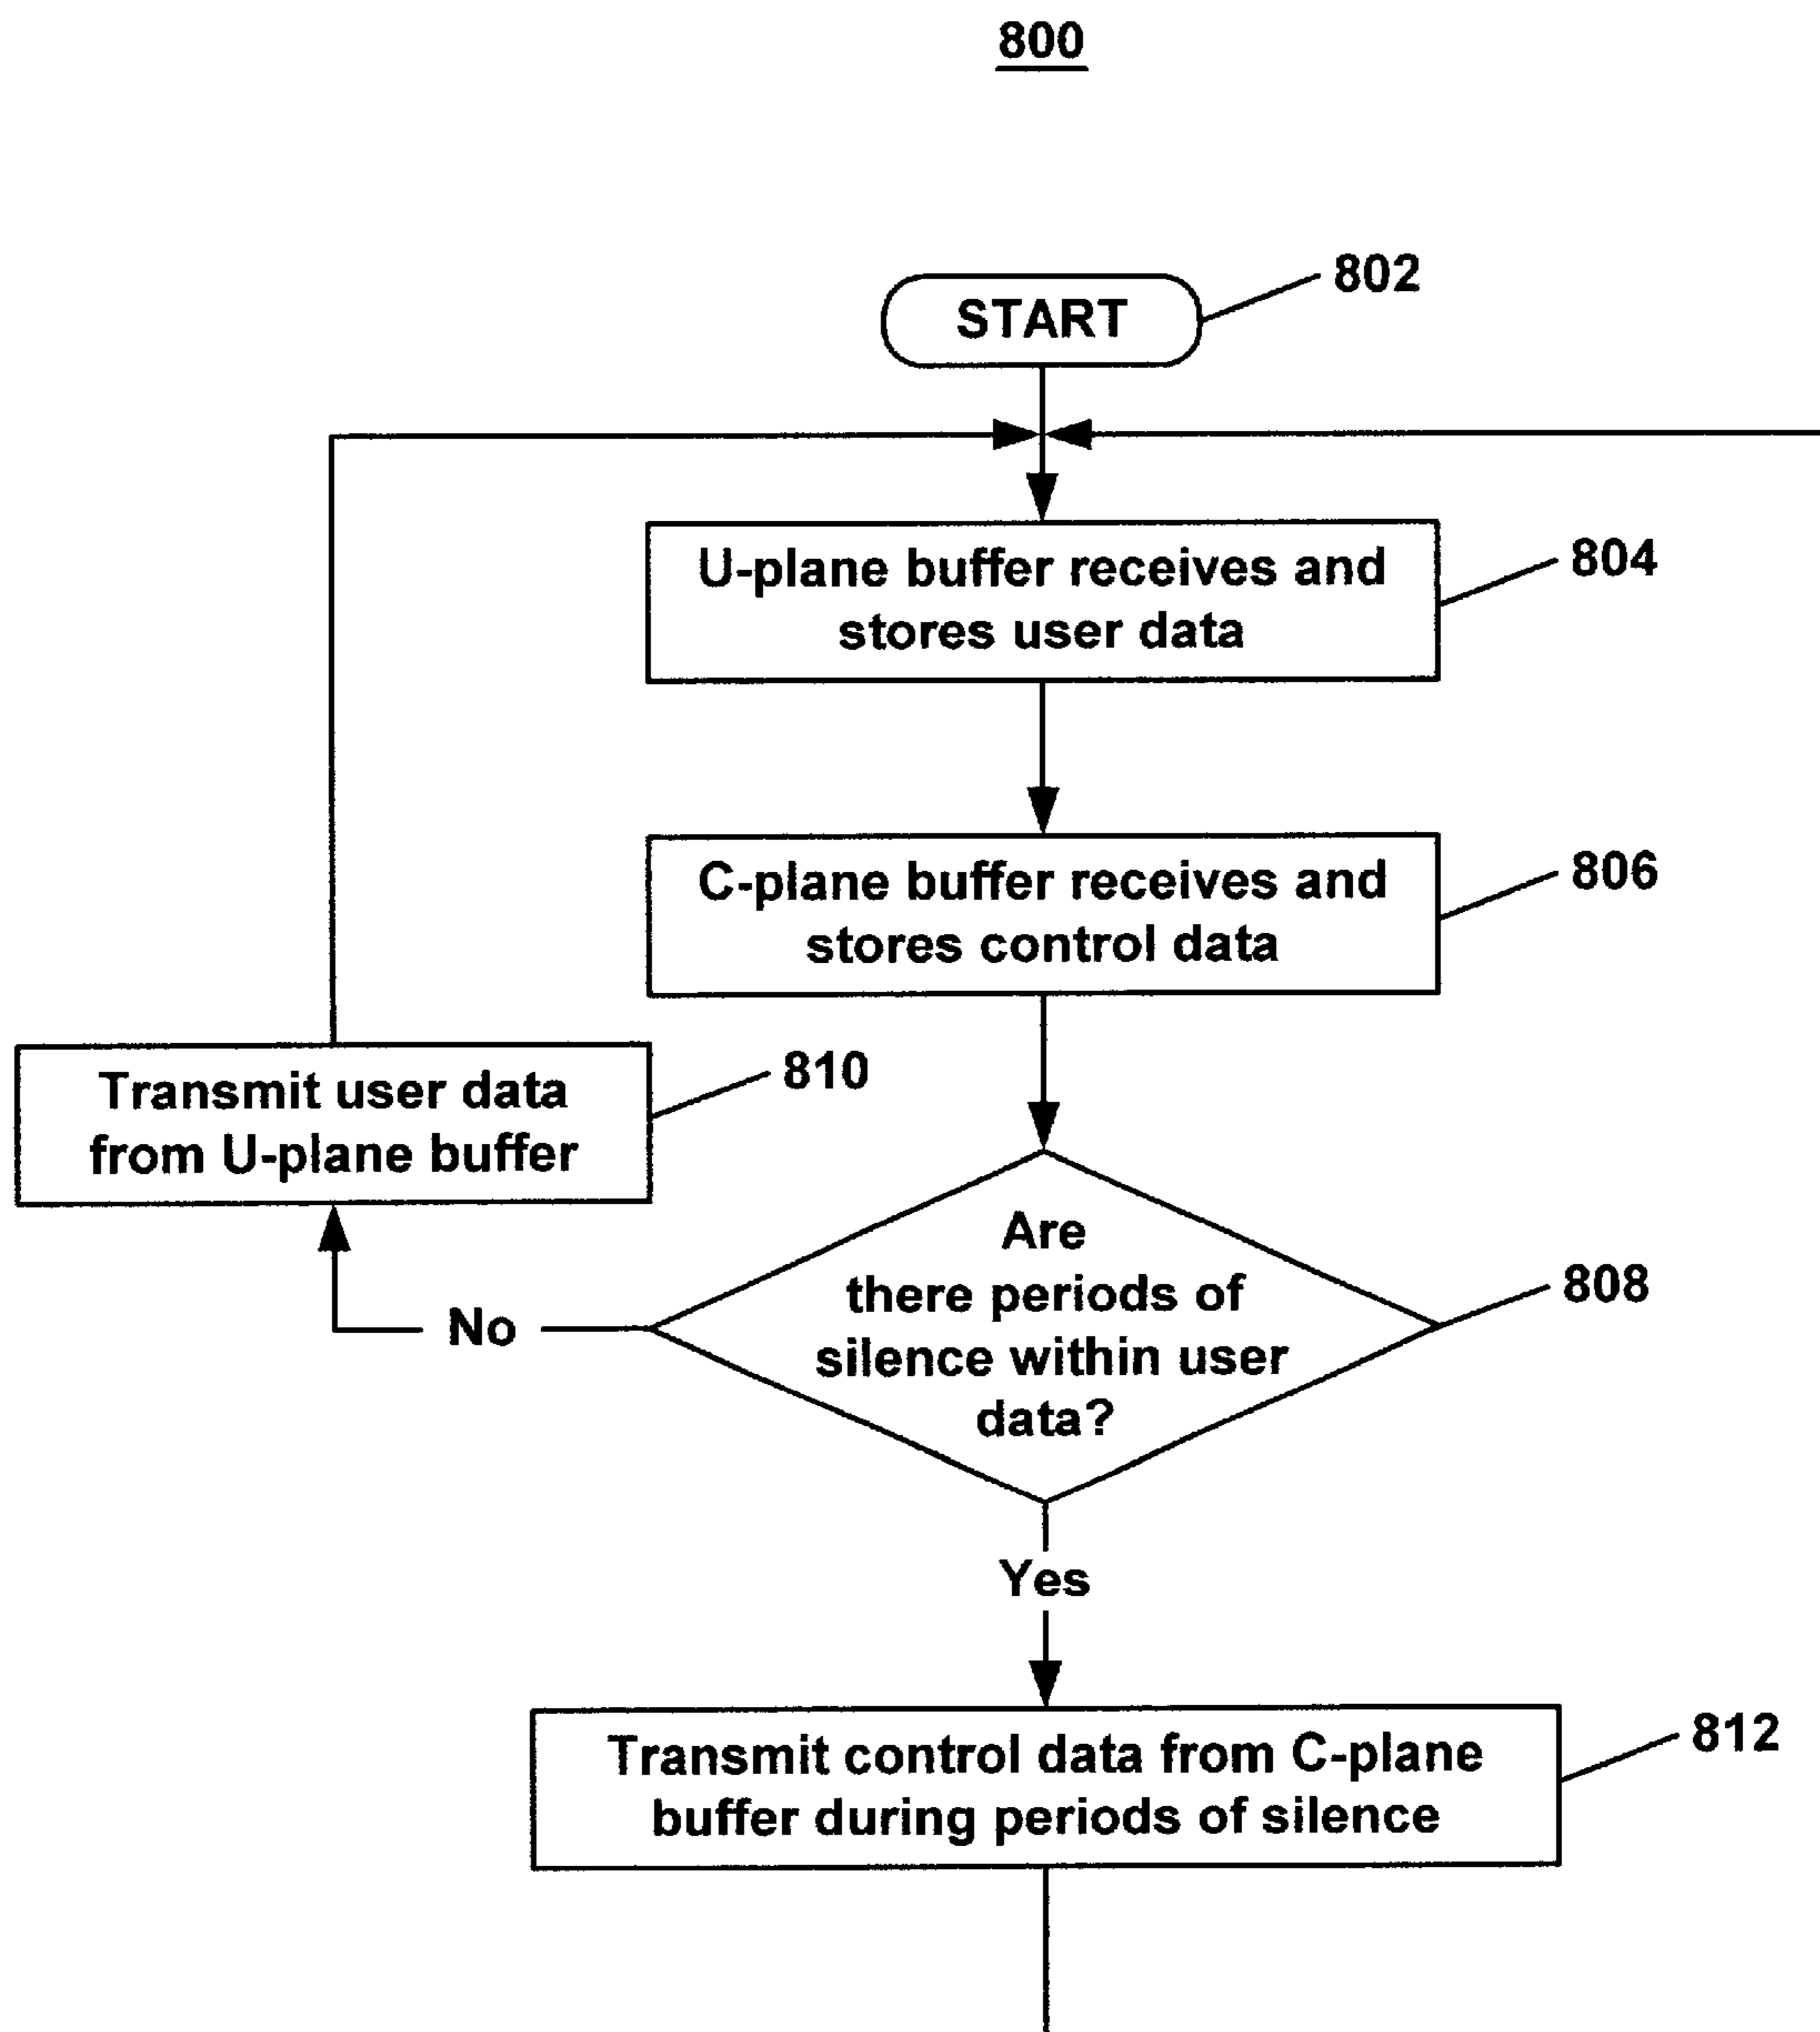 800
START
802
U-plane buffer receives and
stores user data
804
C-plane buffer receives and
stores control data
806
Transmit user data
from U-plane buffer
810
Are
there periods of
silence within user
data?
808
No
Yes
Transmit control data from C-plane
buffer during periods of silence
812